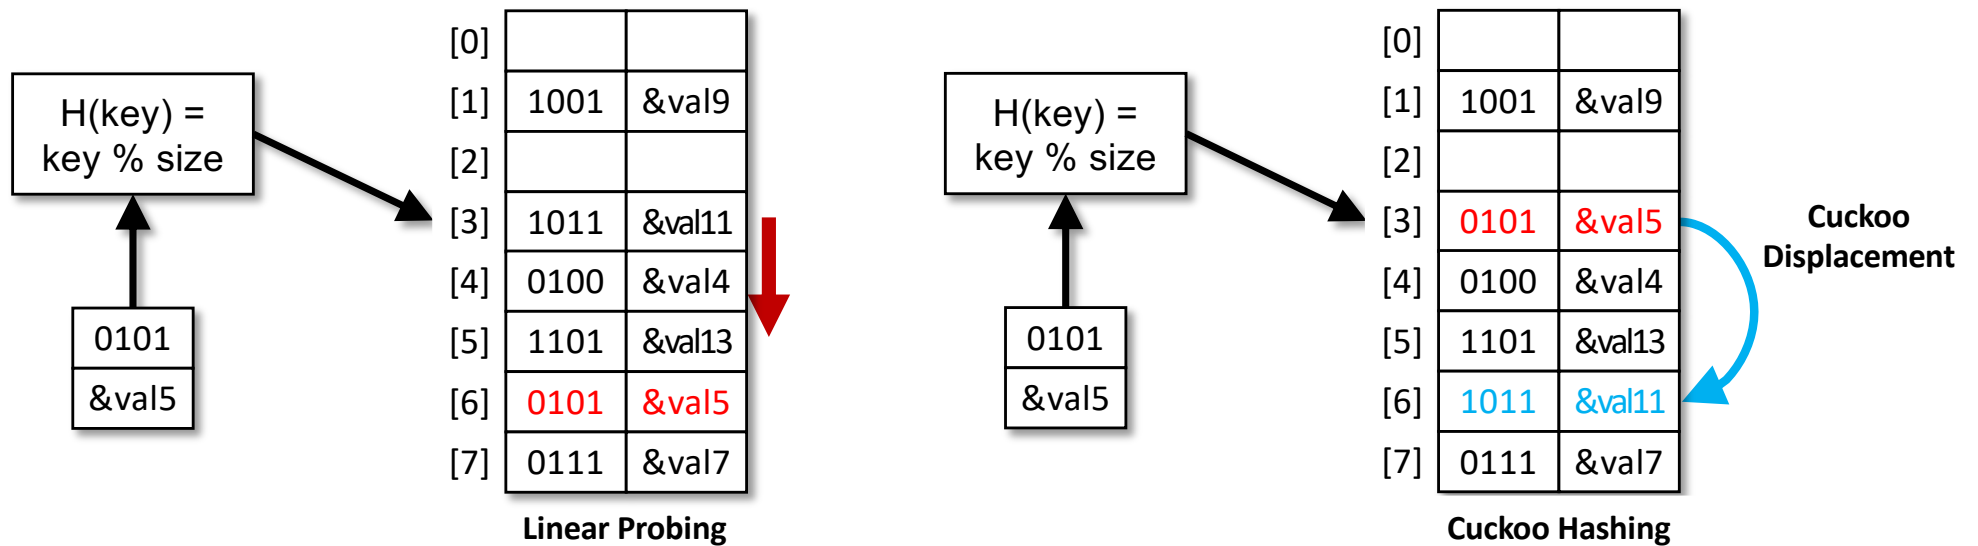 H(key) =
key % size
0101
&val5
[0]
[1] 1001 &val9
[2]
[3] 1011 &val11
[4] 0100 &val4
[5] 1101 &val13
[6] 0101 &val5
[7] 0111 &val7
Linear Probing
H(key) =
key % size
0101
&val5
[0]
[1] 1001 &val9
[2]
[3] 0101 &val5
[4] 0100 &val4
[5] 1101 &val13
[6] 1011 &val11
[7] 0111 &val7
Cuckoo
Displacement
Cuckoo Hashing